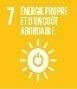 7 ÉNERGIE PROPRE
ET D'UN COÛT
ABORDABLE